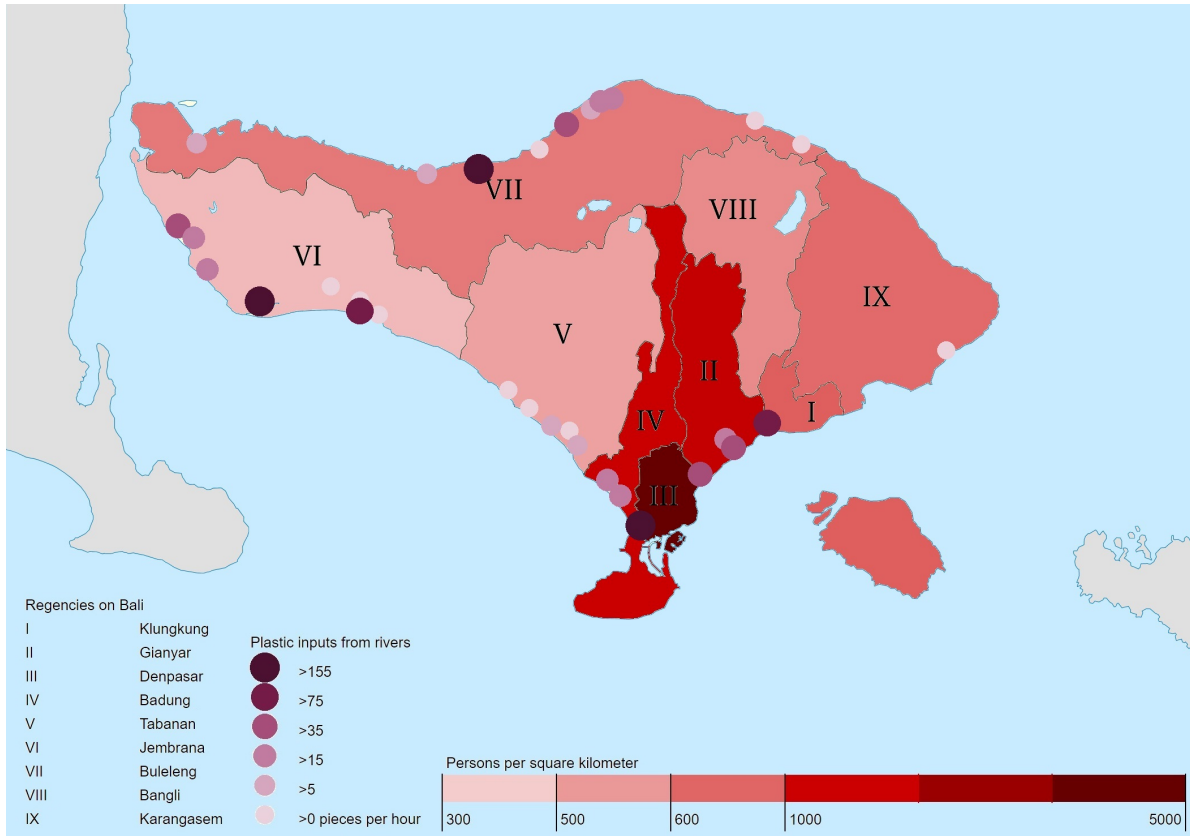 VII
VIII
VI
IX
V
II
I
IV
III
Regencies on Bali
I Klungkung
II Gianyar
III Denpasar
IV Badung
V Tabanan
VI Jembrana
VII Buleleng
VIII Bangli
IX Karangasem
Plastic inputs from rivers
>155
>75
>35
>15
>5
>0 pieces per hour
Persons per square kilometer
300 500 600 1000 5000